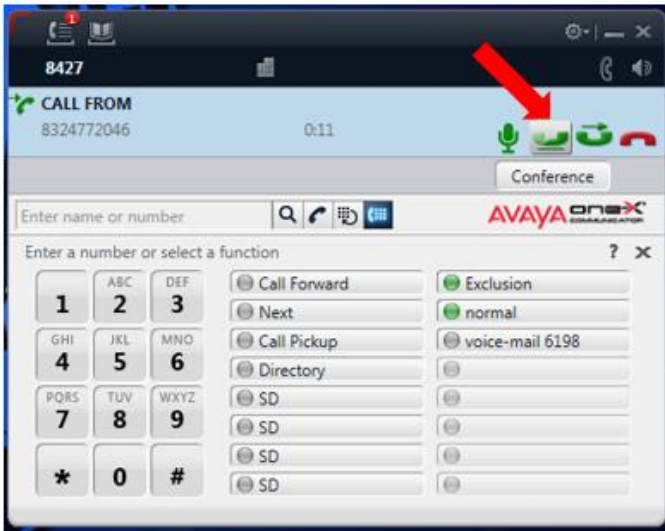 1
8427
CALL FROM
8324772046 0:11
Conference
Enter name or number
AVAYA one-X
COMMUNICATOR
Enter a number or select a function ? ×
1 ABC 2 DEF 3
GHI 4 JKL 5 MNO 6
PQRS 7 TUV 8 WXYZ 9
* 0 #
Call Forward
Next
Call Pickup
Directory
SD
SD
SD
SD
Exclusion
normal
voice-mail 6198